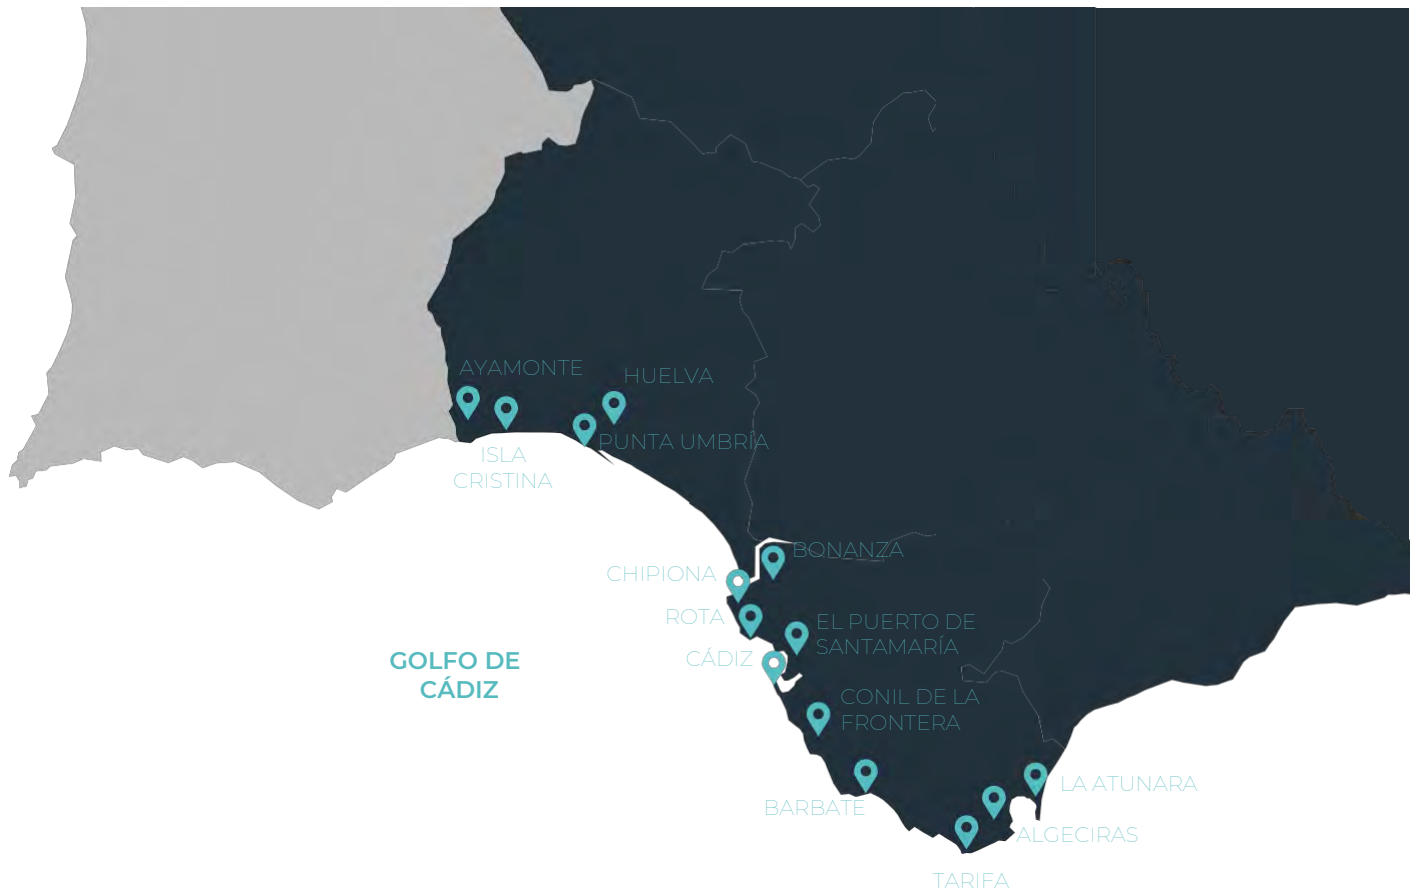 AYAMONTE
HUELVA
PUNTA UMBRÍA
ISLA
CRISTINA
BONANZA
CHIPIONA
ROTA
EL PUERTO DE
SANTAMARÍA
CÁDIZ
GOLFO DE
CÁDIZ
CONIL DE LA
FRONTERA
LA ATUNARA
BARBATE
ALGECIRAS
TARIFA